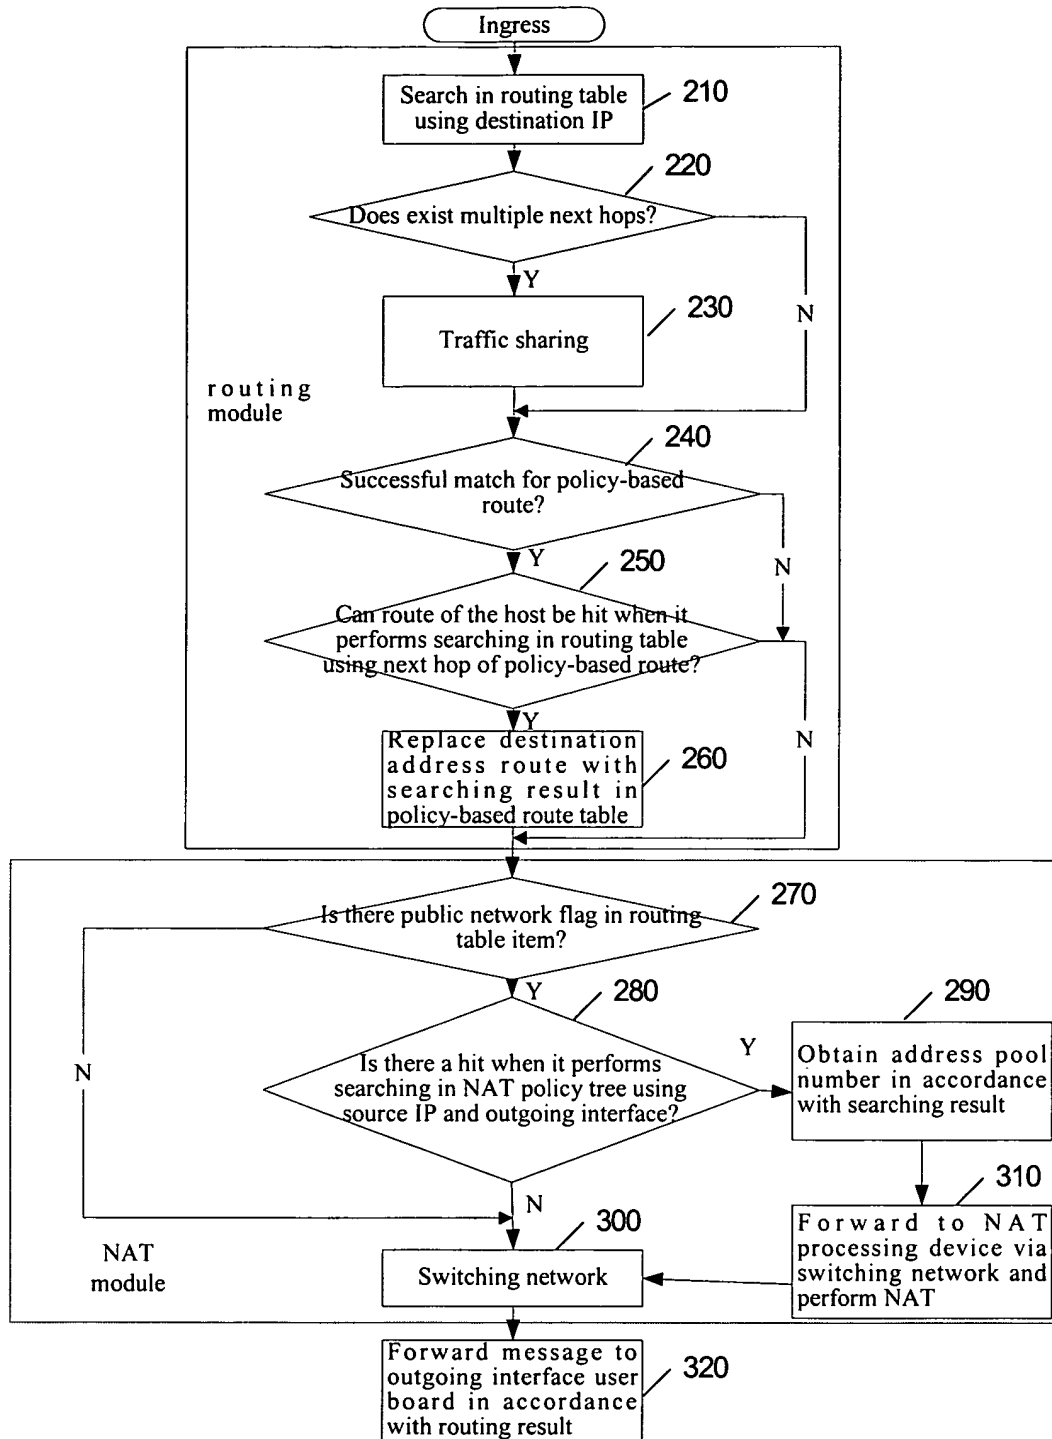 Ingress
Search in routing table
using destination IP
210
220
Does exist multiple next hops?
Y
N
Traffic sharing
230
routing
module
240
Successful match for policy-based
route?
Y
N
250
Can route of the host be hit when it
performs searching in routing table
using next hop of policy-based route?
Y
N
Replace destination
address route with
searching result in
policy-based route table
260
270
Is there public network flag in routing
table item?
Y
N
280
Is there a hit when it performs
searching in NAT policy tree using
source IP and outgoing interface?
Y
N
290
Obtain address pool
number in accordance
with searching result
310
Forward to NAT
processing device via
switching network and
perform NAT
300
Switching network
NAT
module
Forward message to
outgoing interface user
board in accordance
with routing result
320